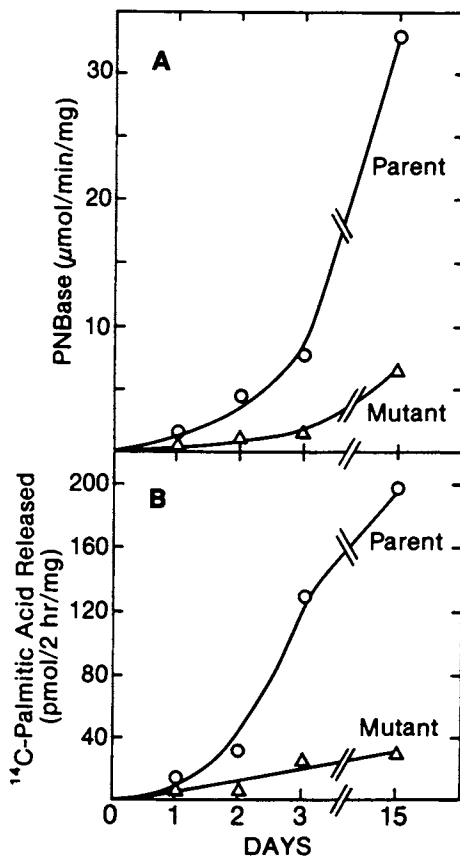 A
30
20
10
PNBase (μmol/min/mg)
Parent
Mutant
B
200
160
120
80
40
¹⁴C-Palmitic Acid Released
(pmol/2 hr/mg)
Parent
Mutant
0 1 2 3 15
DAYS